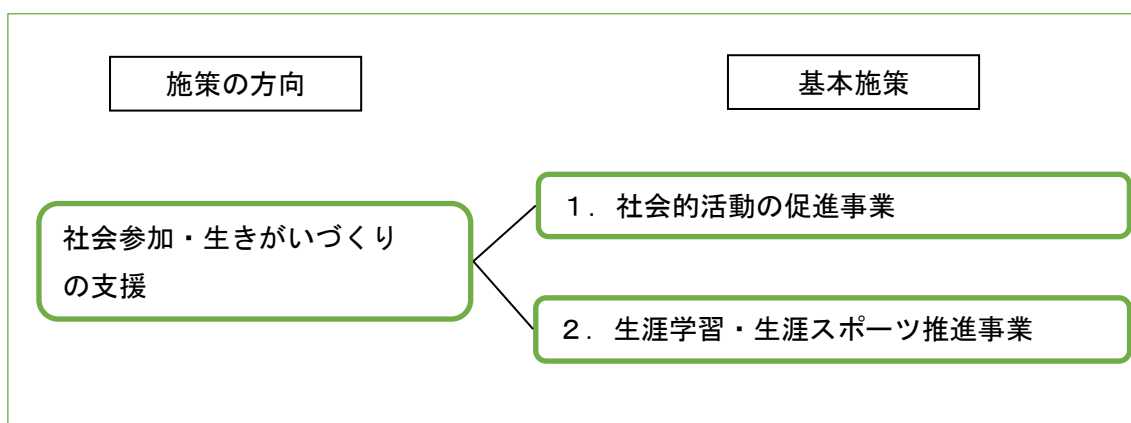 施策の方向
基本施策
社会参加・生きがいづくり
の支援
１．社会的活動の促進事業
２．生涯学習・生涯スポーツ推進事業